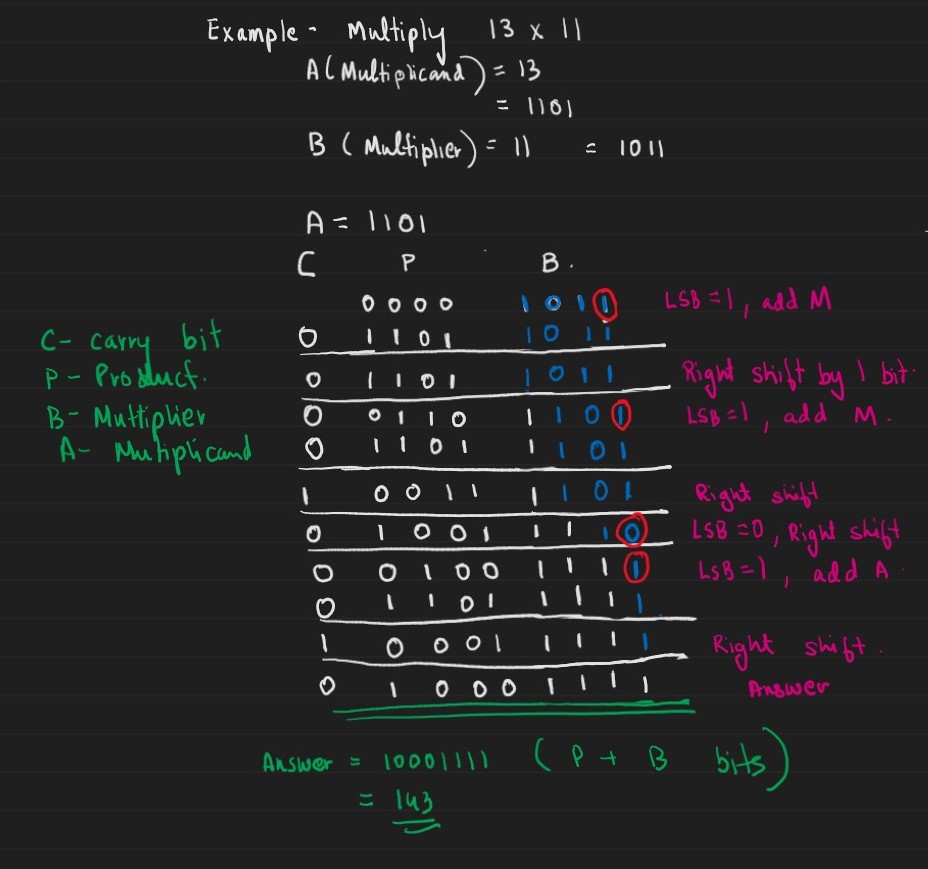 Example - Multiply 13 x 11
A (Multiplicand) = 13
= 1101
B (Multiplier) = 11 = 1011
A = 1101
C P B.
0000 1011 LSB = 1, add M
0 1101 1011
0 1101 1011 Right shift by 1 bit.
0 0110 1101 LSB = 1, add M.
0 1101 1101
1 0011 1101 Right shift
0 1001 1110 LSB = 0, Right shift
0 0100 1111 LSB = 1, add A.
0 1101 1111
1 0001 1111 Right shift.
0 1000 1111 Answer
C - carry bit
P - Product.
B - Multiplier
A - Multiplicand
Answer = 10001111 (P + B bits)
= 143